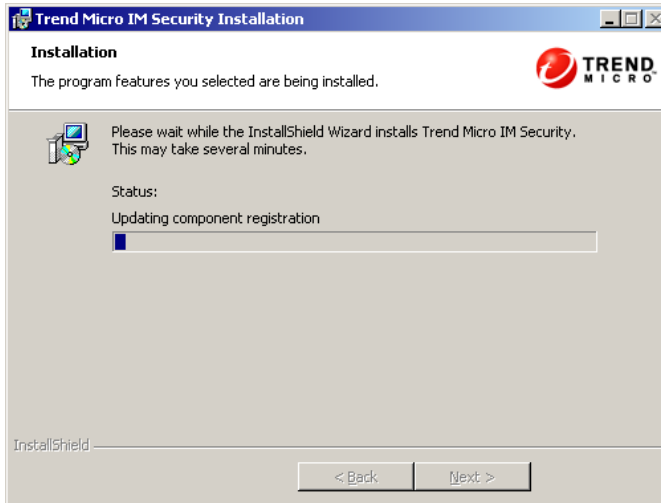 Trend Micro IM Security Installation
Installation
The program features you selected are being installed.
TREND
MICRO™
Please wait while the InstallShield Wizard installs Trend Micro IM Security.
This may take several minutes.
Status:
Updating component registration
InstallShield
< Back
Next >